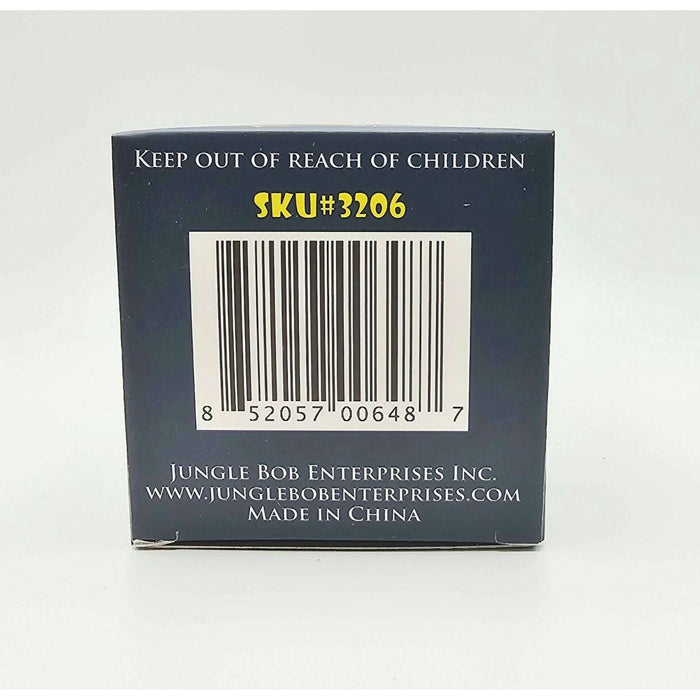 KEEP OUT OF REACH OF CHILDREN
SKU#3206
8 52057 00648 7
JUNGLE BOB ENTERPRISES INC.
WWW.JUNGLEBOBENTERPRISES.COM
MADE IN CHINA